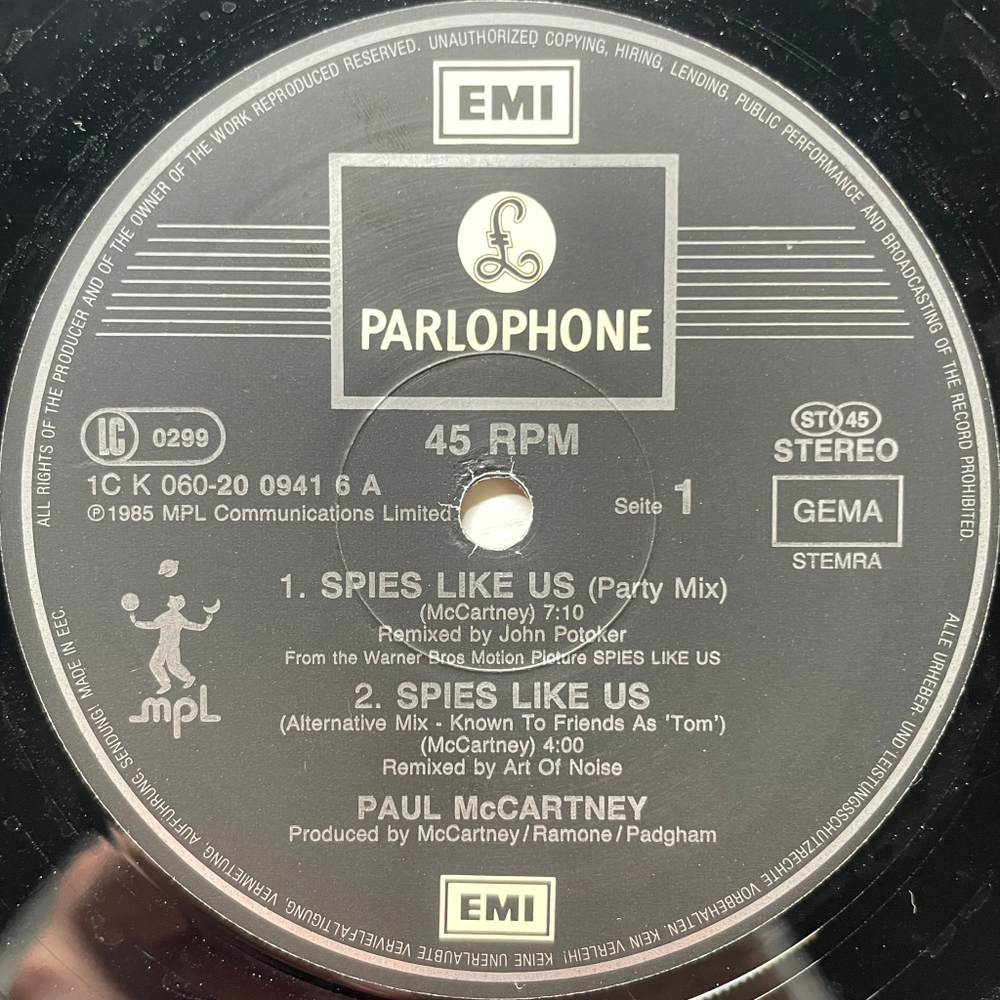 ALL RIGHTS OF THE PRODUCER AND OF THE OWNER OF THE WORK REPRODUCED RESERVED. UNAUTHORIZED COPYING, HIRING, LENDING, PUBLIC PERFORMANCE AND BROADCASTING OF THE RECORD PROHIBITED.
EMI
£
PARLOPHONE
LC 0299
45 RPM
ST 45
STEREO
1C K 060-20 0941 6 A
℗1985 MPL Communications Limited
Seite 1
GEMA
STEMRA
1. SPIES LIKE US (Party Mix)
(McCartney) 7:10
Remixed by John Potoker
From the Warner Bros Motion Picture SPIES LIKE US
2. SPIES LIKE US
(Alternative Mix - Known To Friends As 'Tom')
(McCartney) 4:00
Remixed by Art Of Noise
mpL
PAUL McCARTNEY
Produced by McCartney/Ramone/Padgham
EMI
ALLE URHEBER- UND LEISTUNGSSCHUTZRECHTE VORBEHALTEN. KEIN VERLEIH! KEINE UNERLAUBTE VERVIELFÄLTIGUNG, VERMIETUNG, AUFFÜHRUNG, SENDUNG! MADE IN EEC.